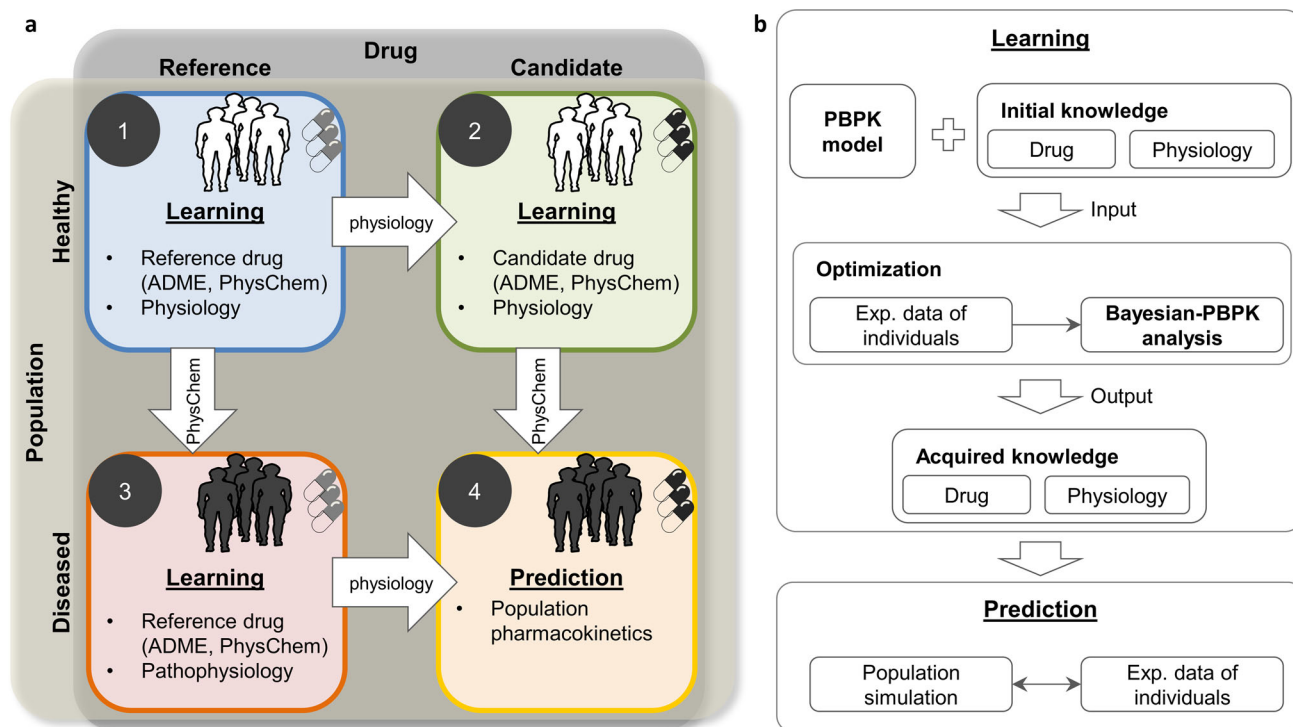 a
Drug
Reference
Candidate
Population
Healthy
Diseased
1
Learning
• Reference drug
(ADME, PhysChem)
• Physiology
physiology
2
Learning
• Candidate drug
(ADME, PhysChem)
• Physiology
PhysChem
PhysChem
3
Learning
• Reference drug
(ADME, PhysChem)
• Pathophysiology
physiology
4
Prediction
• Population
pharmacokinetics
b
Learning
PBPK
model
Initial knowledge
Drug
Physiology
Input
Optimization
Exp. data of
individuals
Bayesian-PBPK
analysis
Output
Acquired knowledge
Drug
Physiology
Prediction
Population
simulation
Exp. data of
individuals